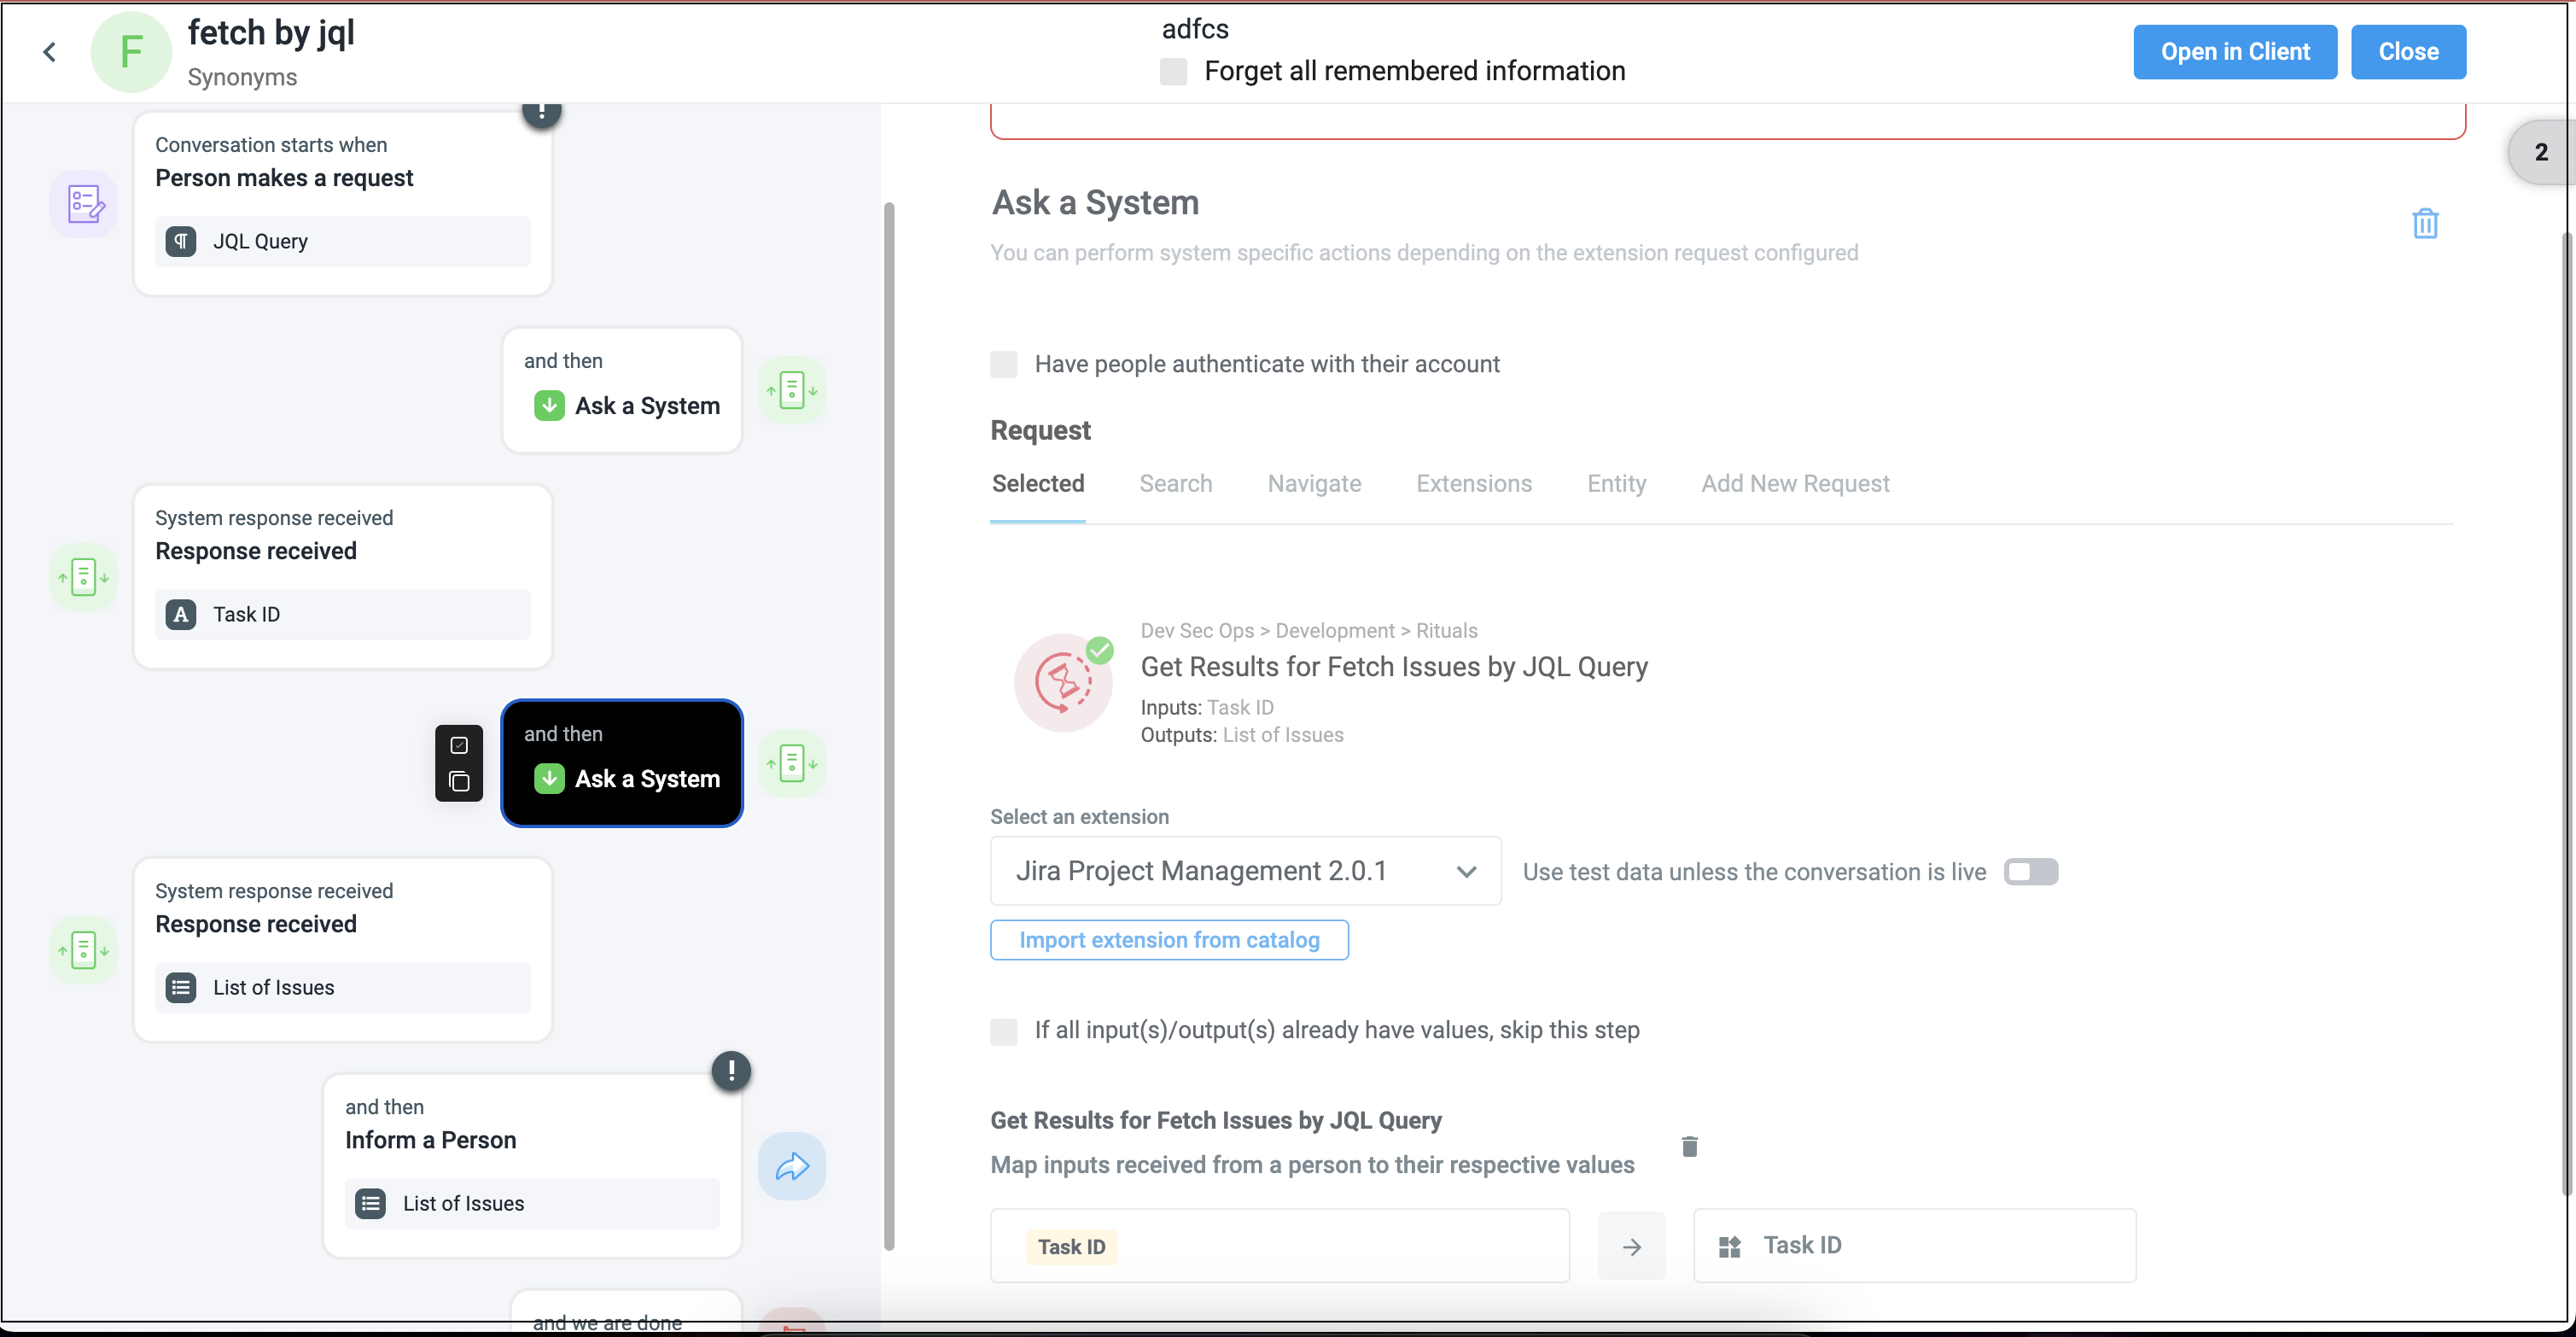 F
fetch by jql
Synonyms
adfcs
Forget all remembered information
Open in Client
Close
2
!
Conversation starts when
Person makes a request
JQL Query
and then
Ask a System
System response received
Response received
A
Task ID
and then
Ask a System
System response received
Response received
List of Issues
!
and then
Inform a Person
List of Issues
and we are done
Ask a System
You can perform system specific actions depending on the extension request configured
Have people authenticate with their account
Request
Selected
Search
Navigate
Extensions
Entity
Add New Request
Dev Sec Ops > Development > Rituals
Get Results for Fetch Issues by JQL Query
Inputs: Task ID
Outputs: List of Issues
Select an extension
Jira Project Management 2.0.1
Use test data unless the conversation is live
Import extension from catalog
If all input(s)/output(s) already have values, skip this step
Get Results for Fetch Issues by JQL Query
Map inputs received from a person to their respective values
Task ID
Task ID